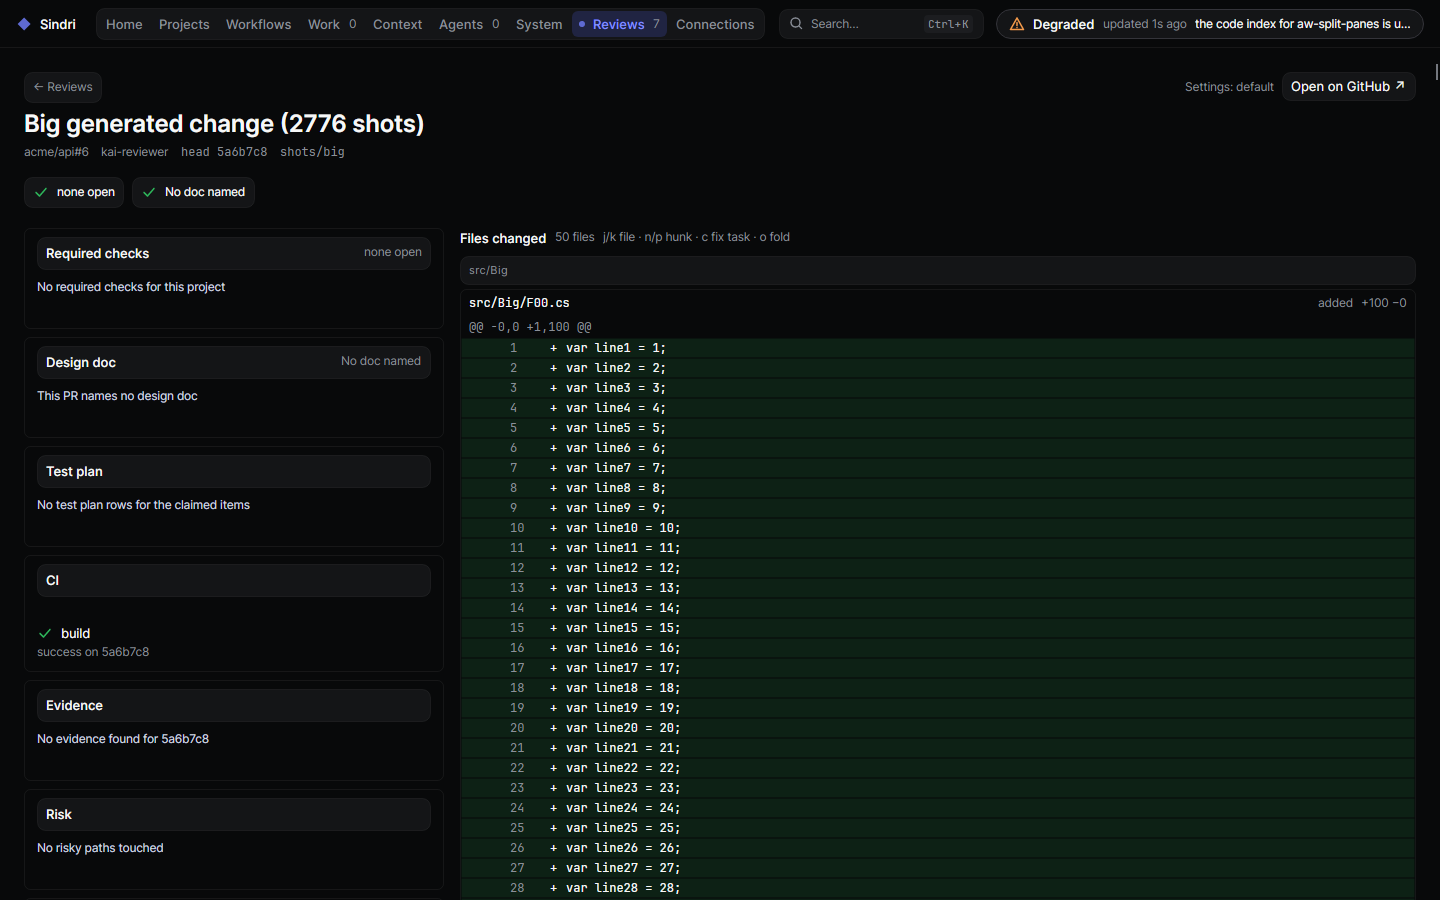 Sindri Home Projects Workflows Work 0 Context Agents 0 System Reviews 7 Connections Search... Ctrl+K Degraded updated 1s ago the code index for aw-split-panes is u...
← Reviews Settings: default Open on GitHub ↗
Big generated change (2776 shots)
acme/api#6 kai-reviewer head 5a6b7c8 shots/big
none open No doc named
Required checks none open
No required checks for this project
Design doc No doc named
This PR names no design doc
Test plan
No test plan rows for the claimed items
CI
build
success on 5a6b7c8
Evidence
No evidence found for 5a6b7c8
Risk
No risky paths touched
Files changed 50 files j/k file · n/p hunk · c fix task · o fold
src/Big
src/Big/F00.cs added +100 −0
@@ -0,0 +1,100 @@
1 + var line1 = 1;
2 + var line2 = 2;
3 + var line3 = 3;
4 + var line4 = 4;
5 + var line5 = 5;
6 + var line6 = 6;
7 + var line7 = 7;
8 + var line8 = 8;
9 + var line9 = 9;
10 + var line10 = 10;
11 + var line11 = 11;
12 + var line12 = 12;
13 + var line13 = 13;
14 + var line14 = 14;
15 + var line15 = 15;
16 + var line16 = 16;
17 + var line17 = 17;
18 + var line18 = 18;
19 + var line19 = 19;
20 + var line20 = 20;
21 + var line21 = 21;
22 + var line22 = 22;
23 + var line23 = 23;
24 + var line24 = 24;
25 + var line25 = 25;
26 + var line26 = 26;
27 + var line27 = 27;
28 + var line28 = 28;